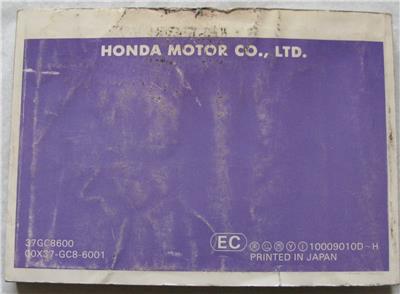 HONDA MOTOR CO., LTD.
37GC8600
00X37-GC8-6001
EC 10009010D-H
PRINTED IN JAPAN